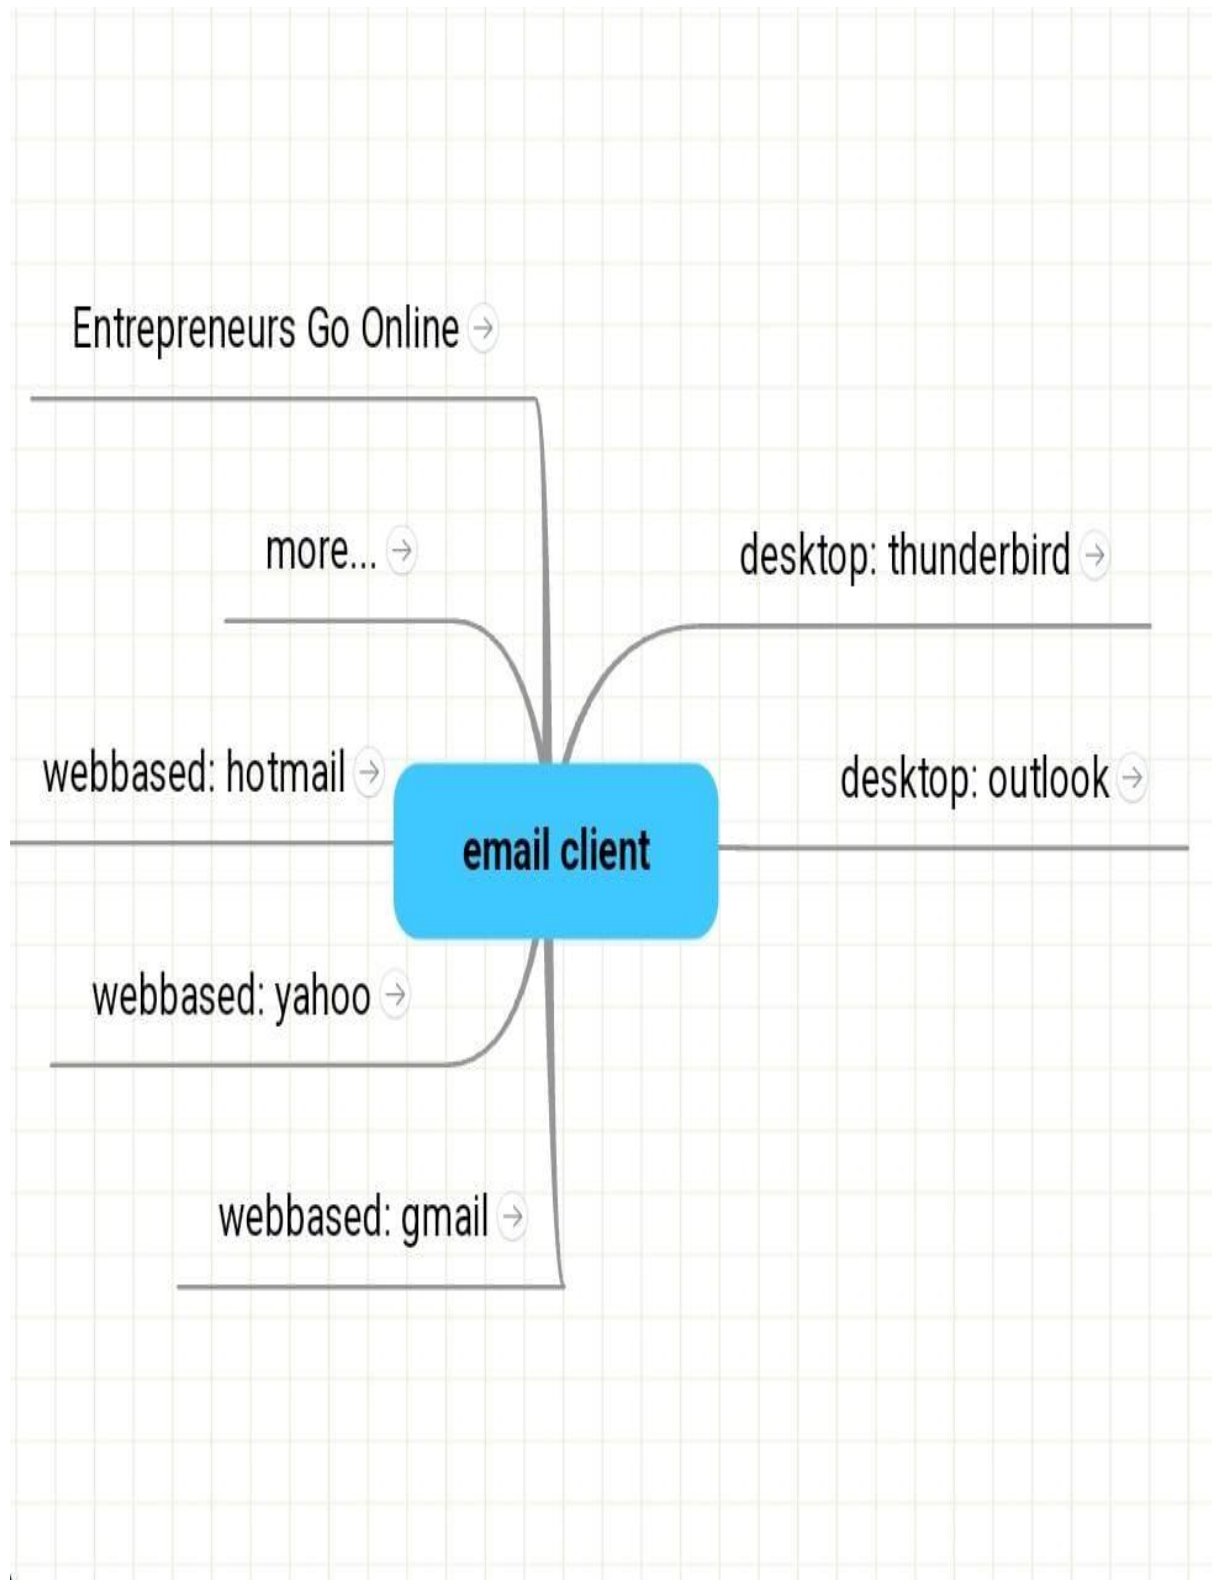 Entrepreneurs Go Online
more...
desktop: thunderbird
webbased: hotmail
desktop: outlook
email client
webbased: yahoo
webbased: gmail